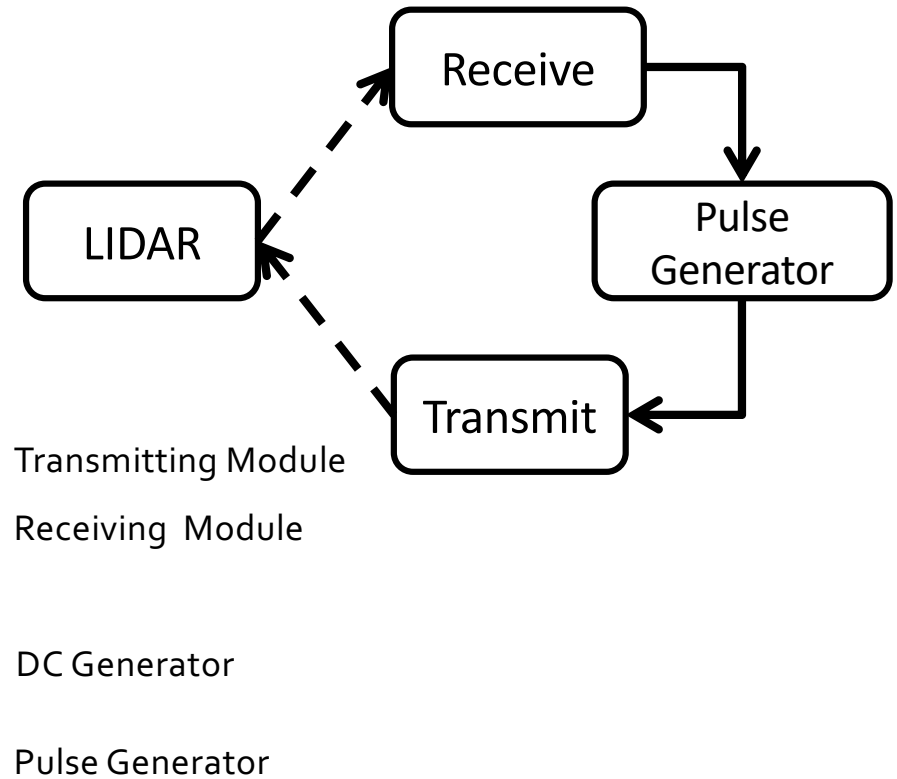 Receive
LIDAR
Pulse
Generator
Transmit
Transmitting Module
Receiving Module
DC Generator
Pulse Generator